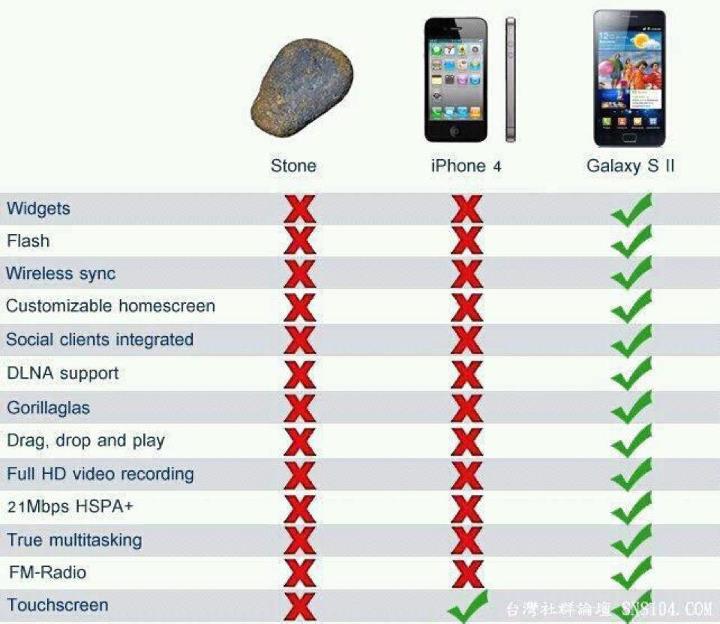 Stone iPhone 4 Galaxy S II
Widgets
Flash
Wireless sync
Customizable homescreen
Social clients integrated
DLNA support
Gorillaglas
Drag, drop and play
Full HD video recording
21Mbps HSPA+
True multitasking
FM-Radio
Touchscreen
台灣社群論壇 SNS104.COM